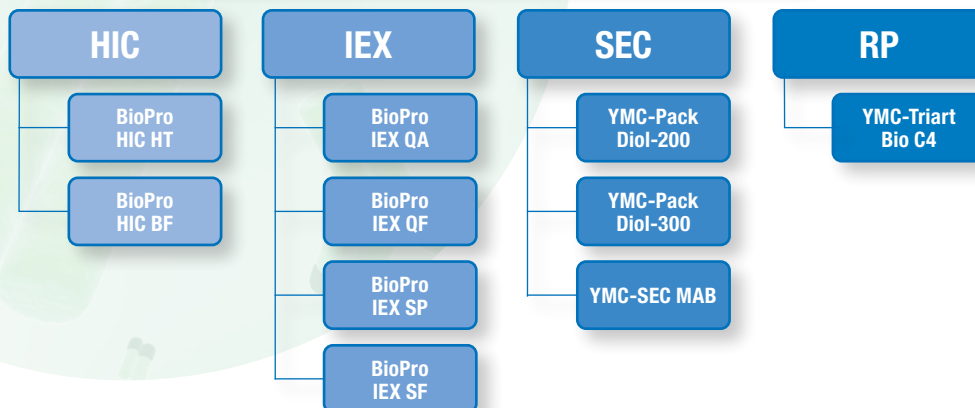 HIC
BioPro
HIC HT
BioPro
HIC BF
IEX
BioPro
IEX QA
BioPro
IEX QF
BioPro
IEX SP
BioPro
IEX SF
SEC
YMC-Pack
Diol-200
YMC-Pack
Diol-300
YMC-SEC MAB
RP
YMC-Triart
Bio C4